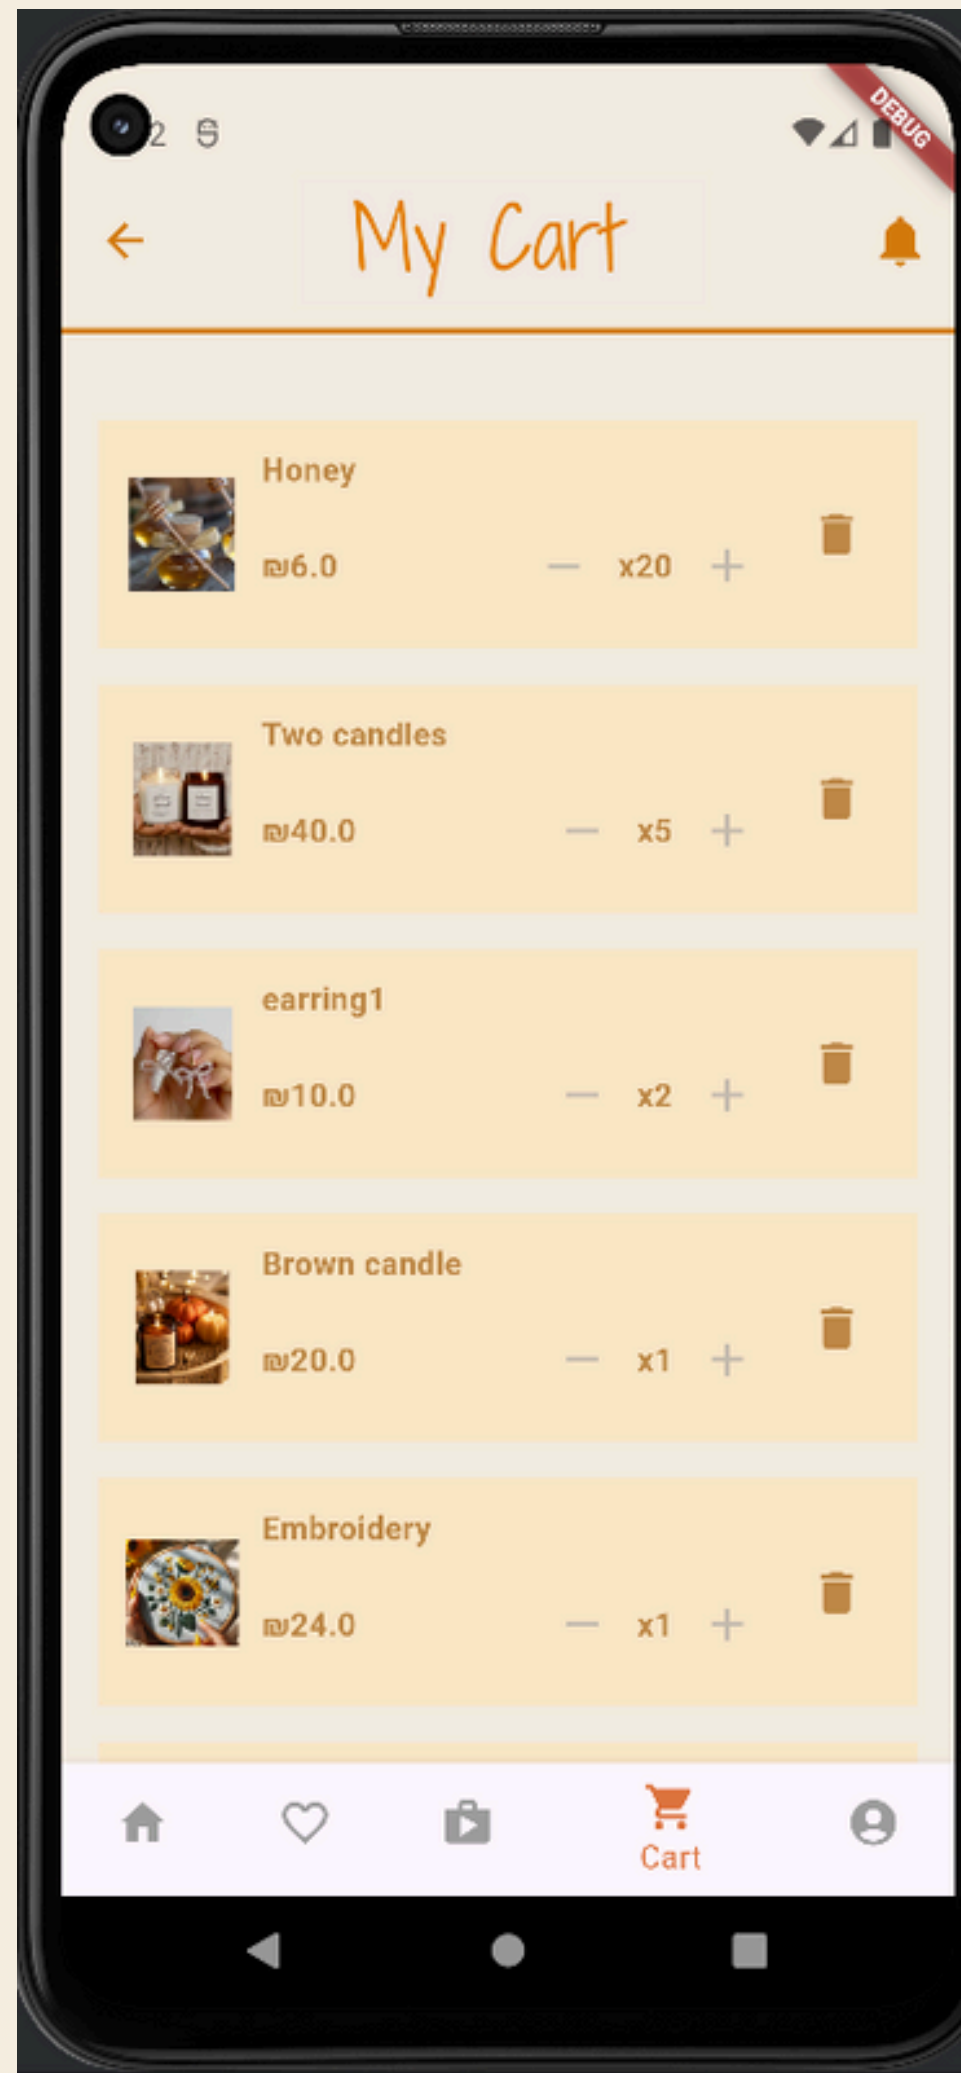 2
DEBUG
My Cart
Honey
₪6.0
x20
Two candles
₪40.0
x5
earring1
₪10.0
x2
Brown candle
₪20.0
x1
Embroidery
₪24.0
x1
Cart